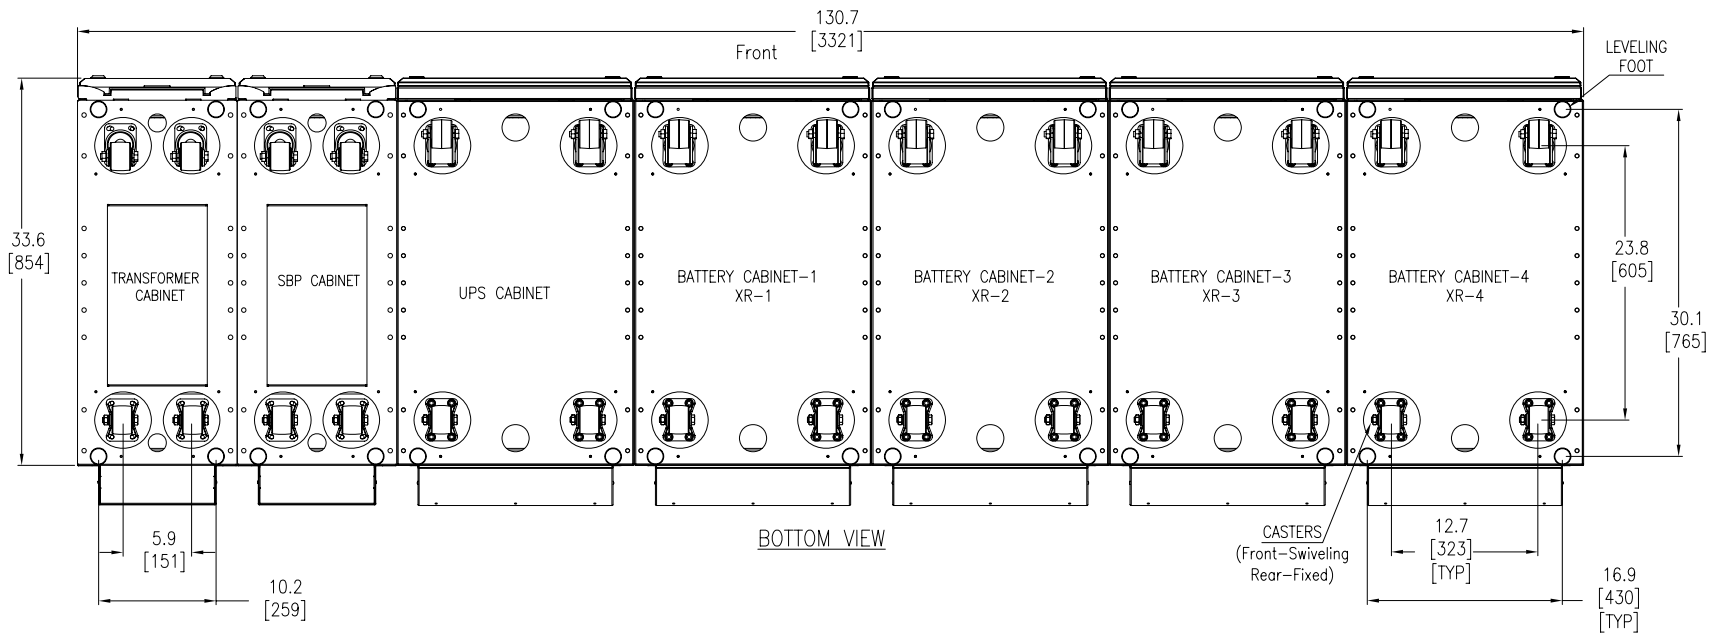 130.7
[3321]
Front
LEVELING
FOOT
33.6
[854]
TRANSFORMER
CABINET
SBP CABINET
UPS CABINET
BATTERY CABINET-1
XR-1
BATTERY CABINET-2
XR-2
BATTERY CABINET-3
XR-3
BATTERY CABINET-4
XR-4
23.8
[605]
30.1
[765]
5.9
[151]
10.2
[259]
BOTTOM VIEW
CASTERS
(Front-Swiveling
Rear-Fixed)
12.7
[323]
[TYP]
16.9
[430]
[TYP]